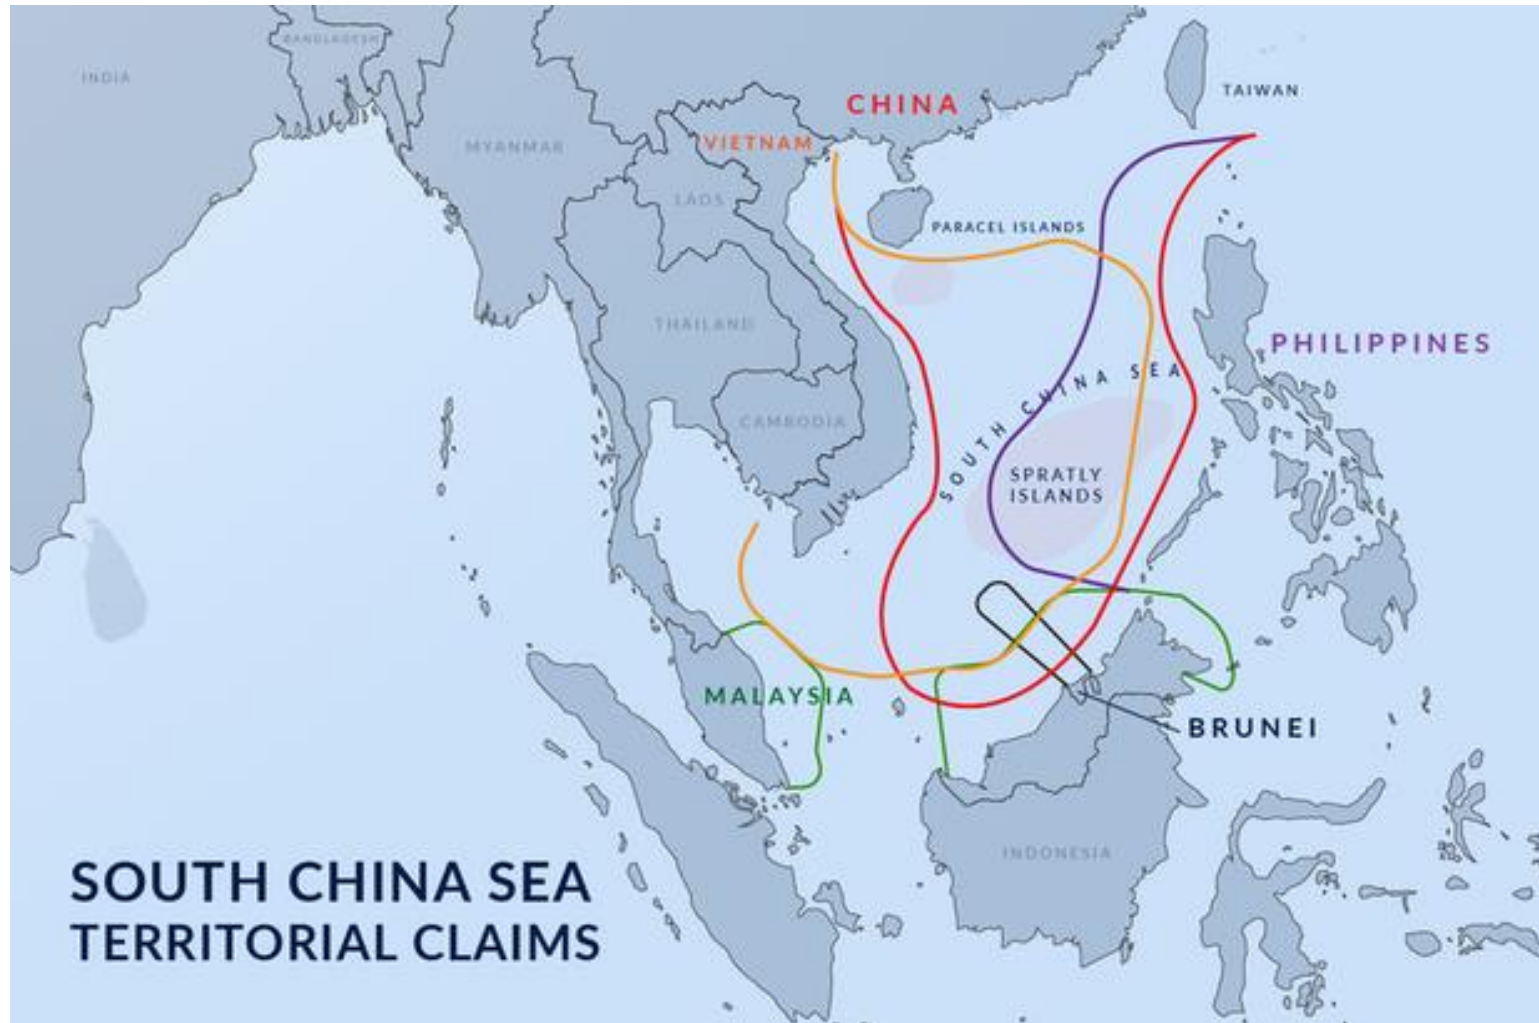 BANGLADESH
INDIA
CHINA
TAIWAN
MYANMAR
VIETNAM
LAOS
PARACEL ISLANDS
THAILAND
PHILIPPINES
SOUTH CHINA SEA
CAMBODIA
SPRATLY
ISLANDS
MALAYSIA
BRUNEI
INDONESIA
SOUTH CHINA SEA
TERRITORIAL CLAIMS